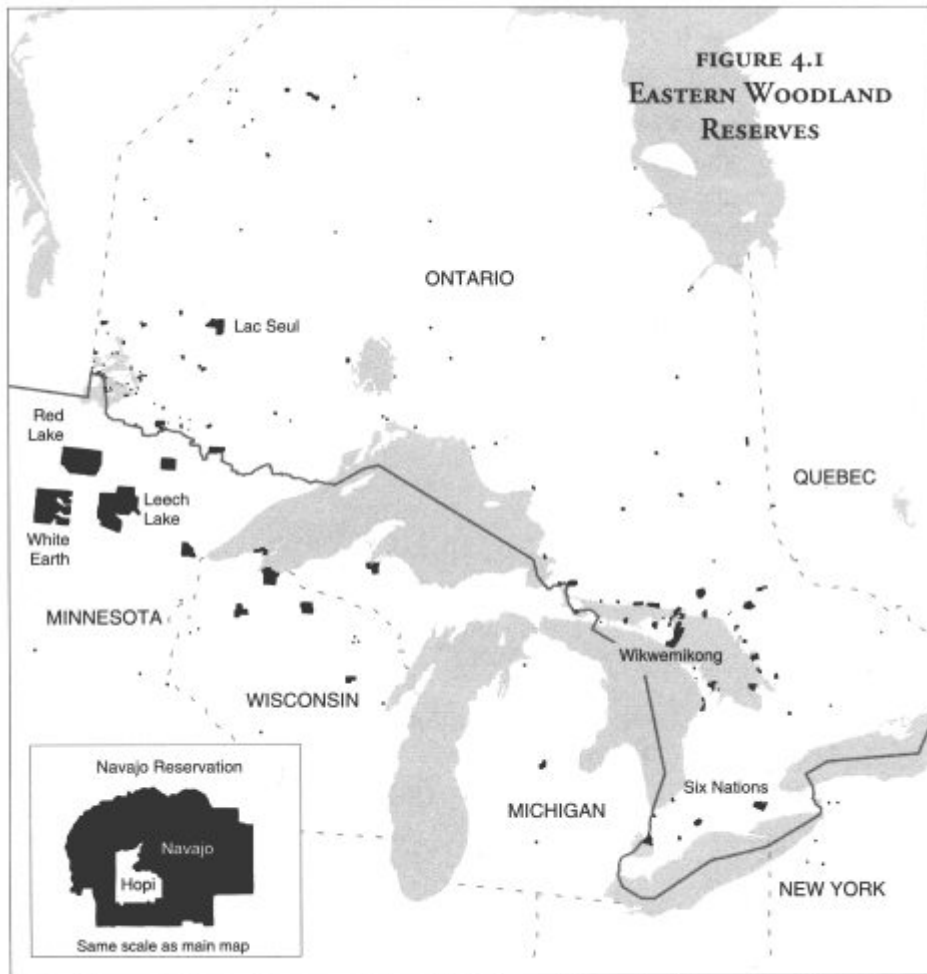 FIGURE 4.1
EASTERN WOODLAND
RESERVES
ONTARIO
Lac Seul
Red
Lake
Leech
Lake
White
Earth
QUEBEC
MINNESOTA
Wikwemikong
WISCONSIN
Navajo Reservation
Navajo
Hopi
Same scale as main map
Six Nations
MICHIGAN
NEW YORK